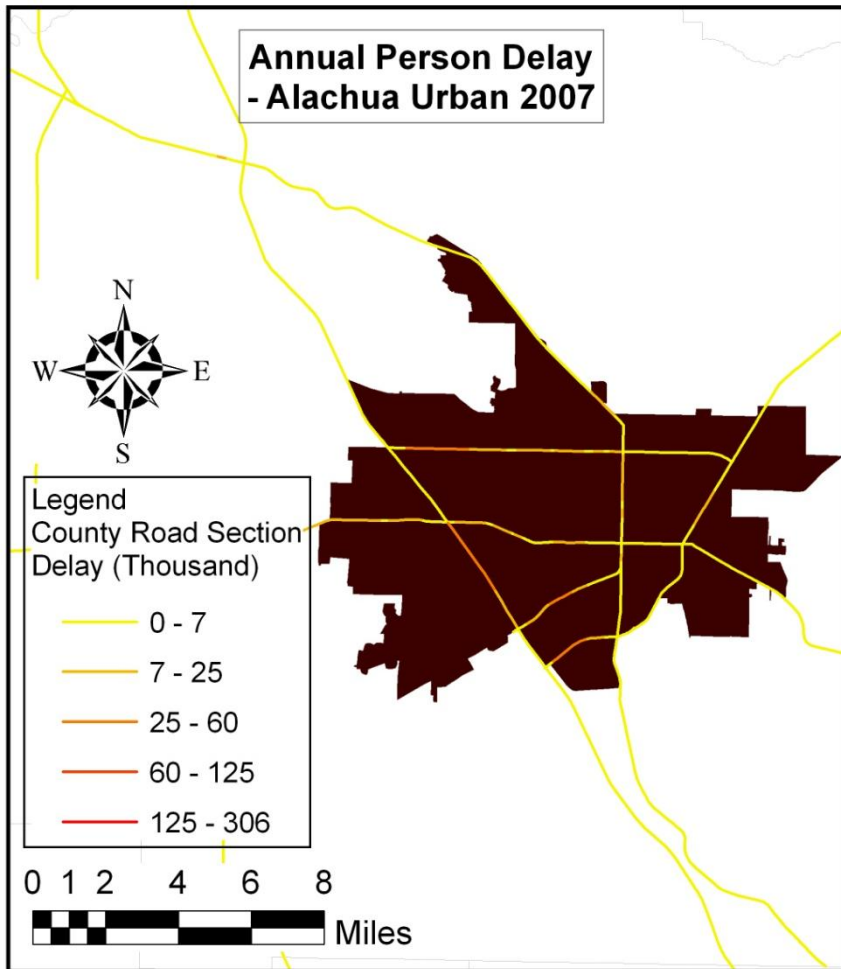 Annual Person Delay
- Alachua Urban 2007
N
W
E
S
Legend
County Road Section
Delay (Thousand)
0 - 7
7 - 25
25 - 60
60 - 125
125 - 306
0 1 2 4 6 8
Miles